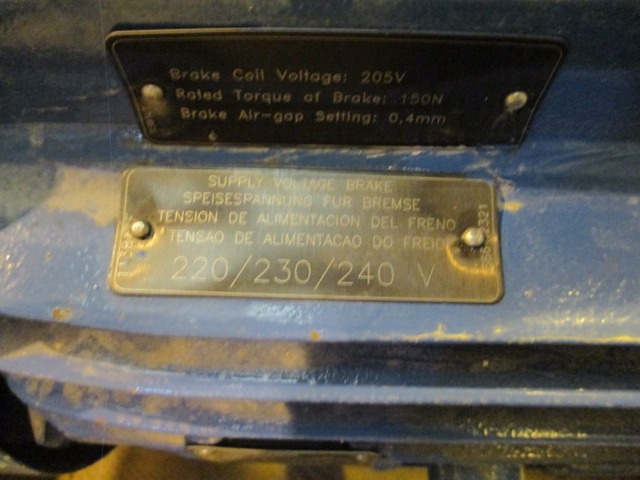 Brake Coil Voltage: 205V
Rated Torque of Brake: 150N
Brake Air-gap Setting: 0,4mm
SUPPLY VOLTAGE BRAKE
SPEISESPANNUNG FUR BREMSE
TENSION DE ALIMENTACION DEL FRENO
TENSAO DE ALIMENTACAO DO FREIO
220/230/240 V